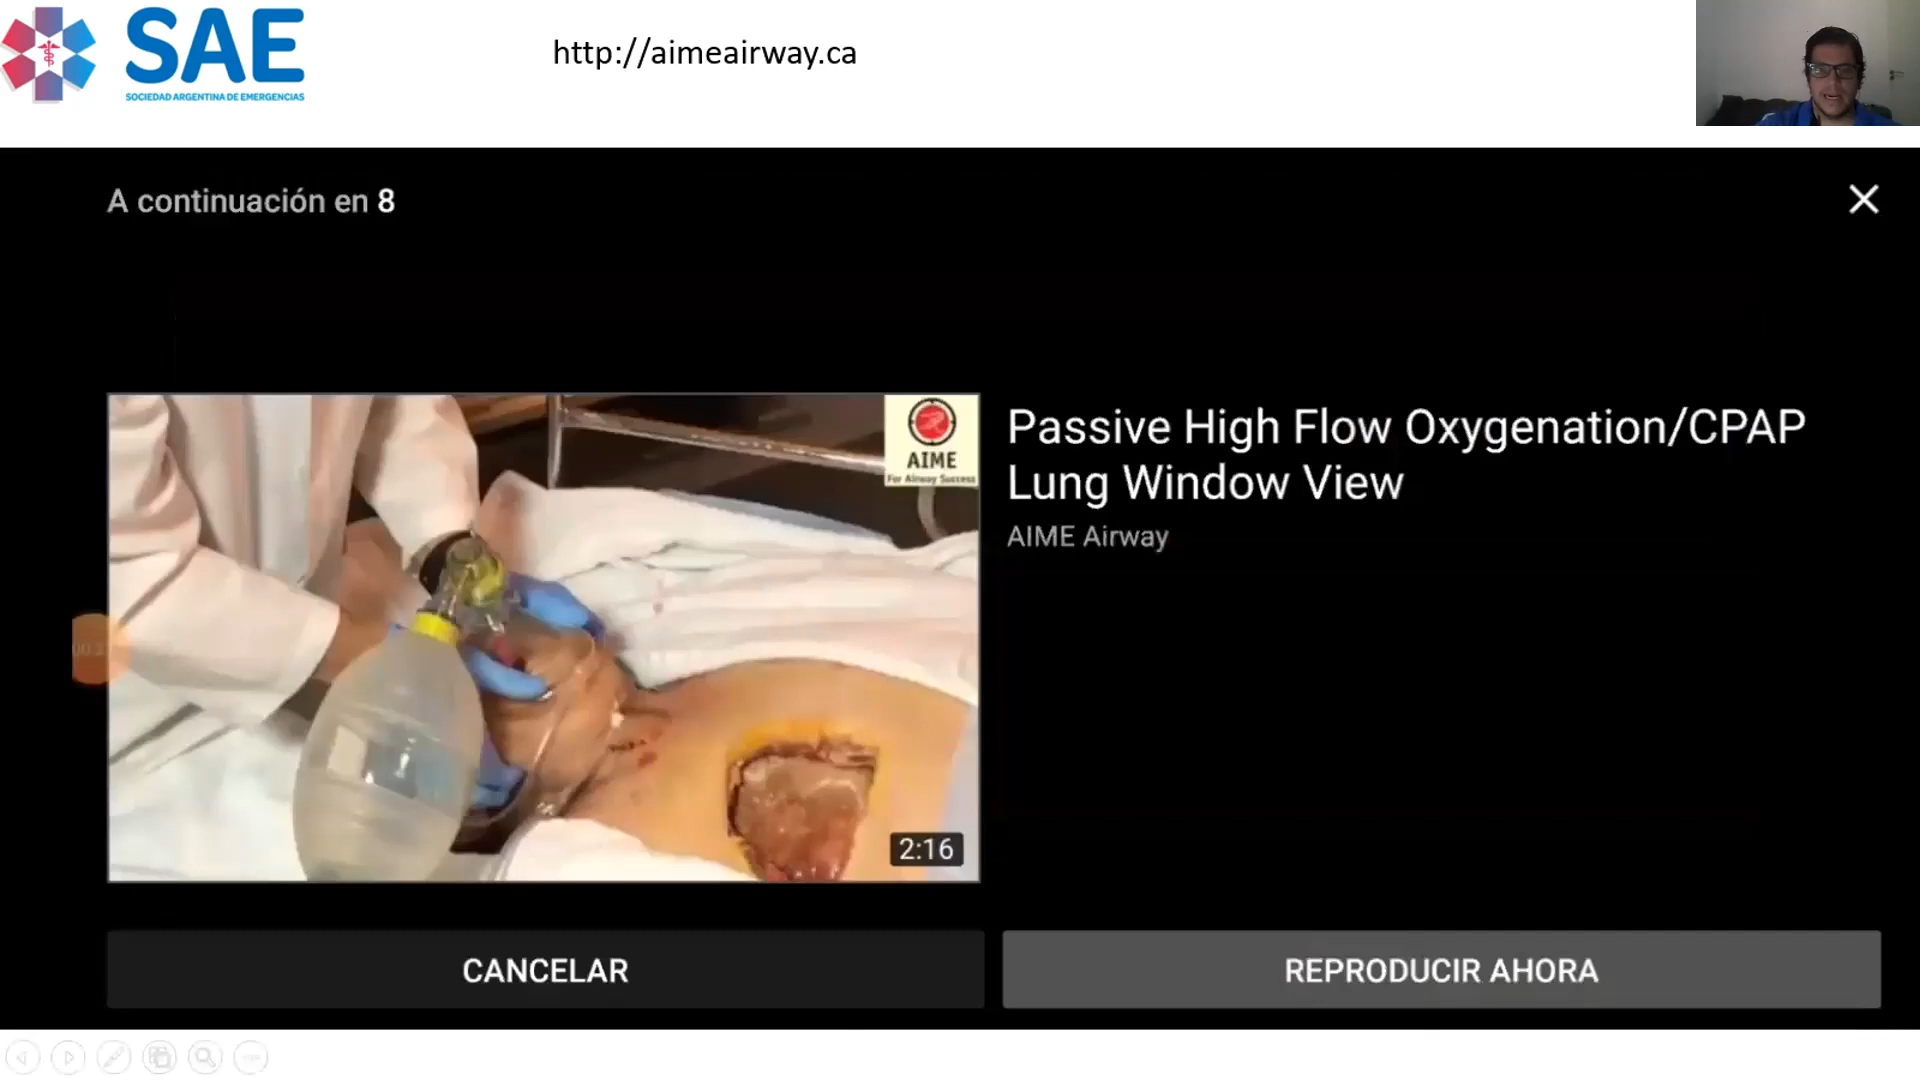 SAE
SOCIEDAD ARGENTINA DE EMERGENCIAS
http://aimeairway.ca
A continuación en 8
AIME
For Airway Success
Passive High Flow Oxygenation/CPAP
Lung Window View
AIME Airway
2:16
CANCELAR
REPRODUCIR AHORA